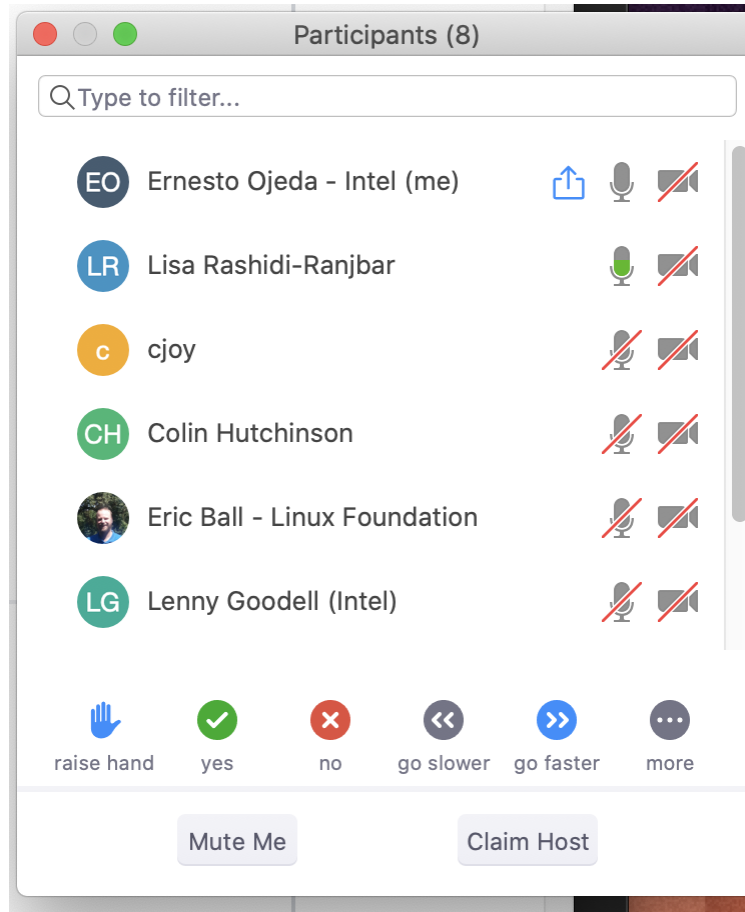 Participants (8)
Type to filter...
EO Ernesto Ojeda - Intel (me)
LR Lisa Rashidi-Ranjbar
c cjoy
CH Colin Hutchinson
Eric Ball - Linux Foundation
LG Lenny Goodell (Intel)
raise hand yes no go slower go faster more
Mute Me Claim Host